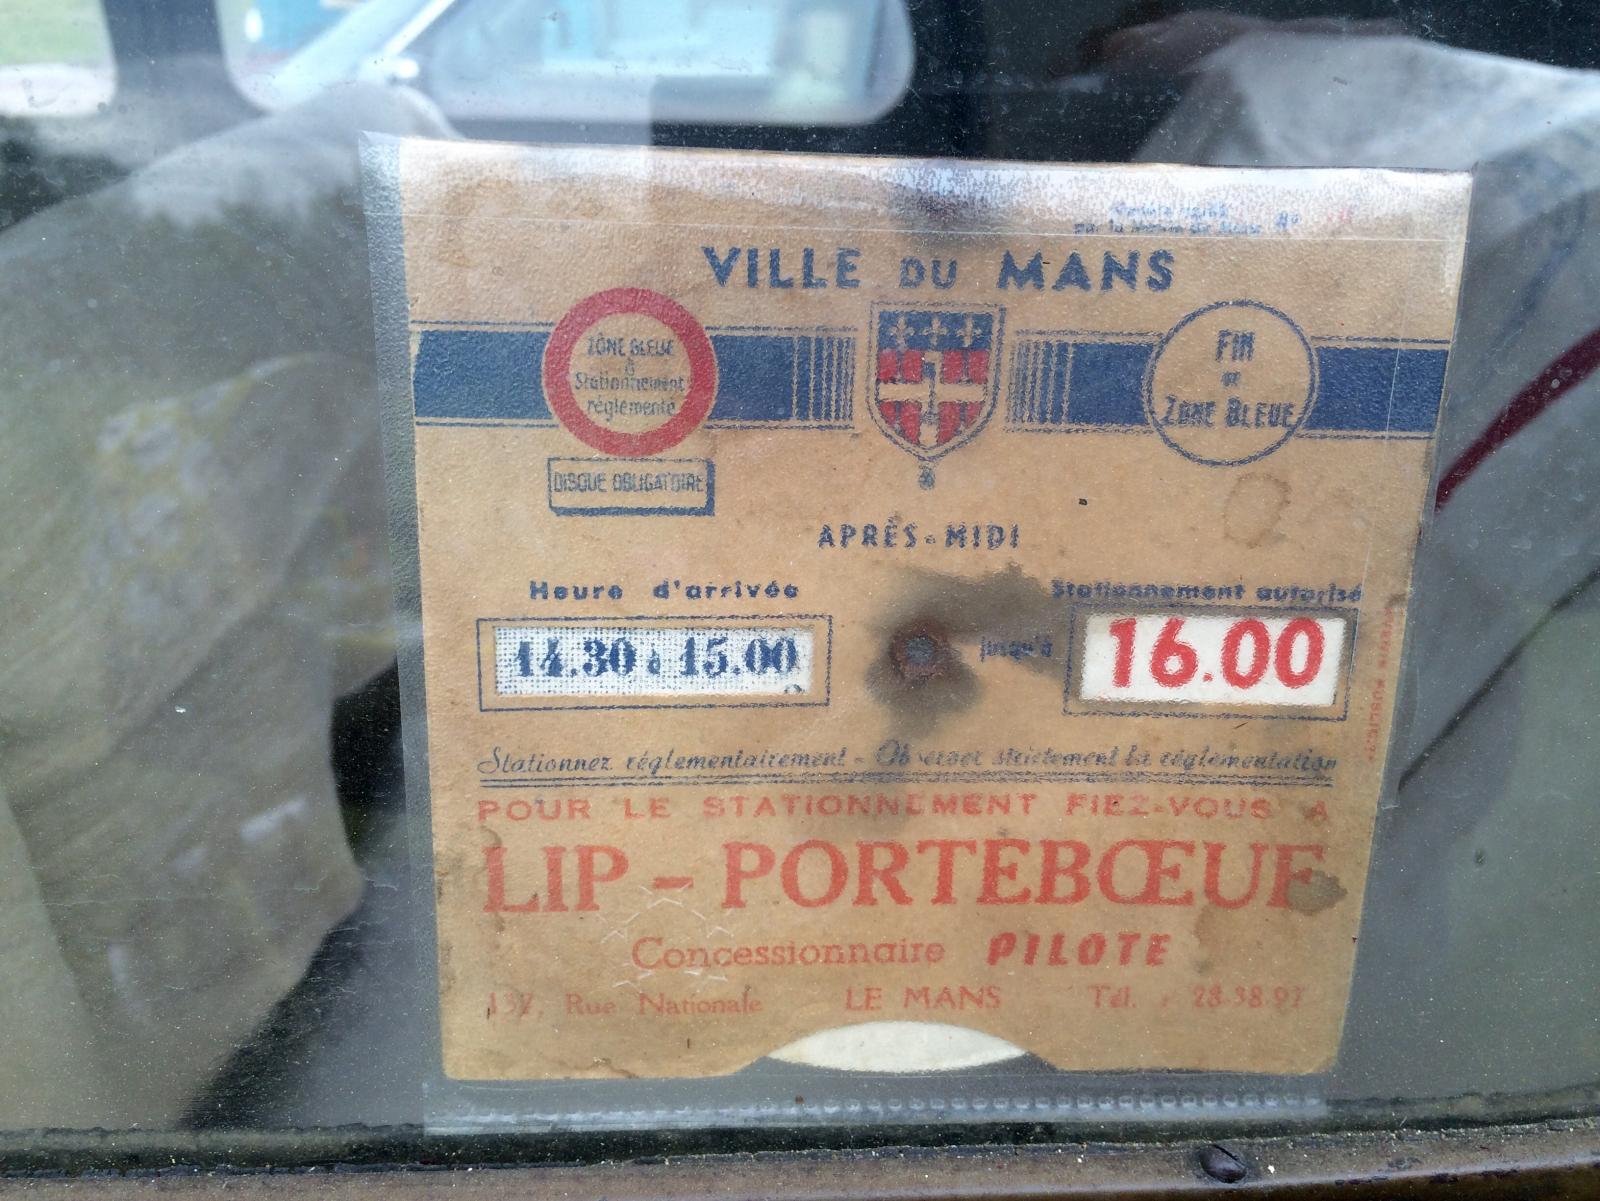 VILLE DU MANS
ZÔNE BLEUE
à
Stationnement
réglementé
DISQUE OBLIGATOIRE
FIN
DE
ZONE BLEUE
APRÈS-MIDI
Heure d'arrivée
14.30 à 15.00
jusqu'à
Stationnement autorisé
16.00
Stationnez réglementairement - Observez strictement la réglementation
POUR LE STATIONNEMENT FIEZ-VOUS A
LIP - PORTEBŒUF
Concessionnaire PILOTE
137, Rue Nationale LE MANS Tél. : 28-38-97